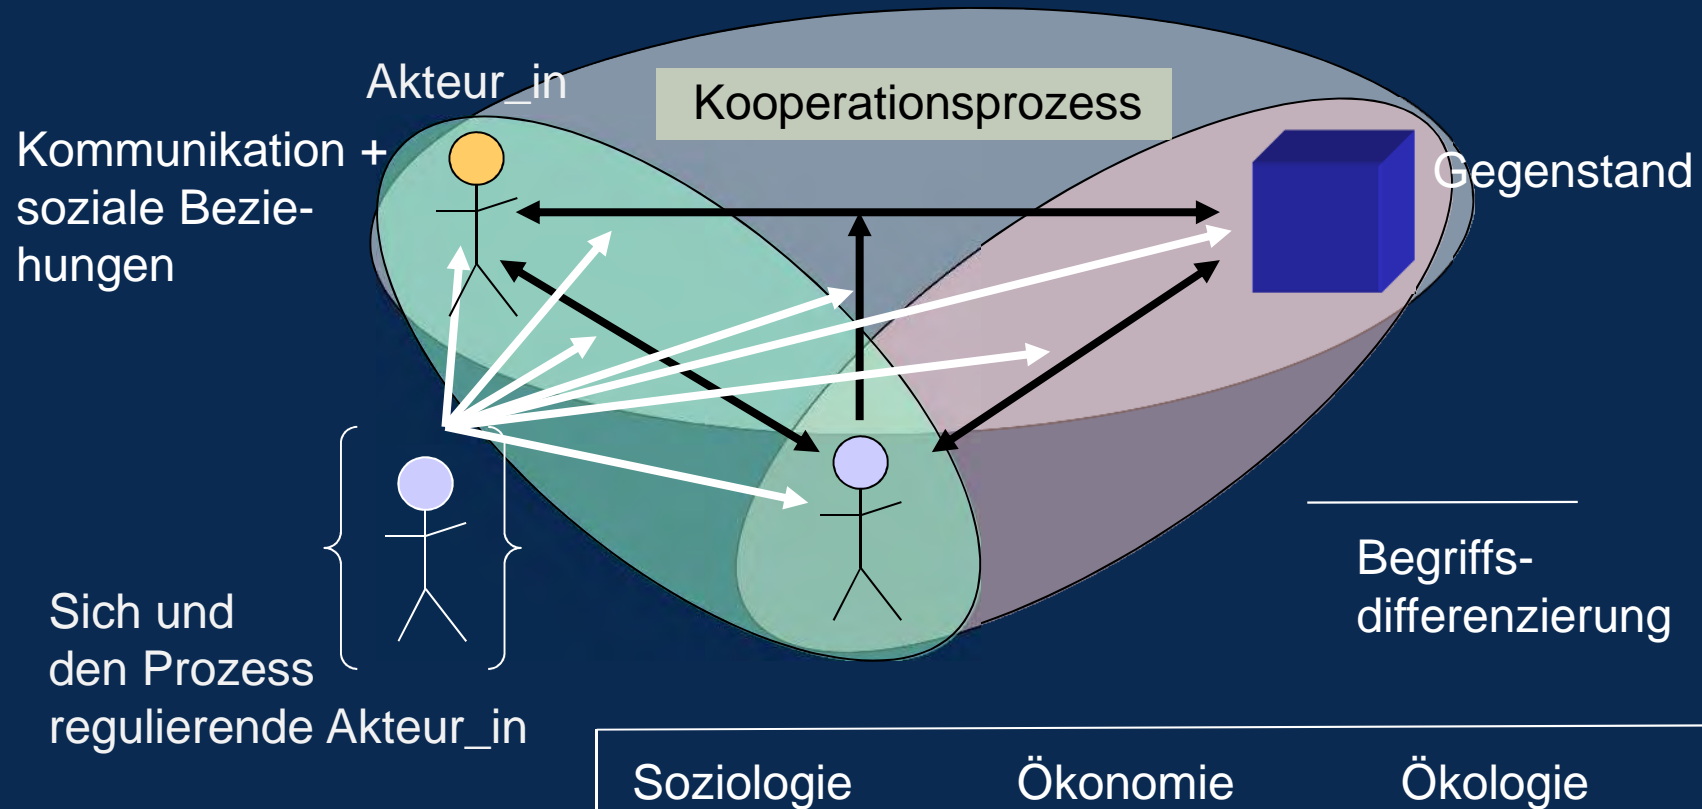 Akteur_in
Kooperationsprozess
Kommunikation +
soziale Bezie-
hungen
Gegenstand
Sich und
den Prozess
regulierende Akteur_in
Begriffs-
differenzierung
Soziologie Ökonomie Ökologie